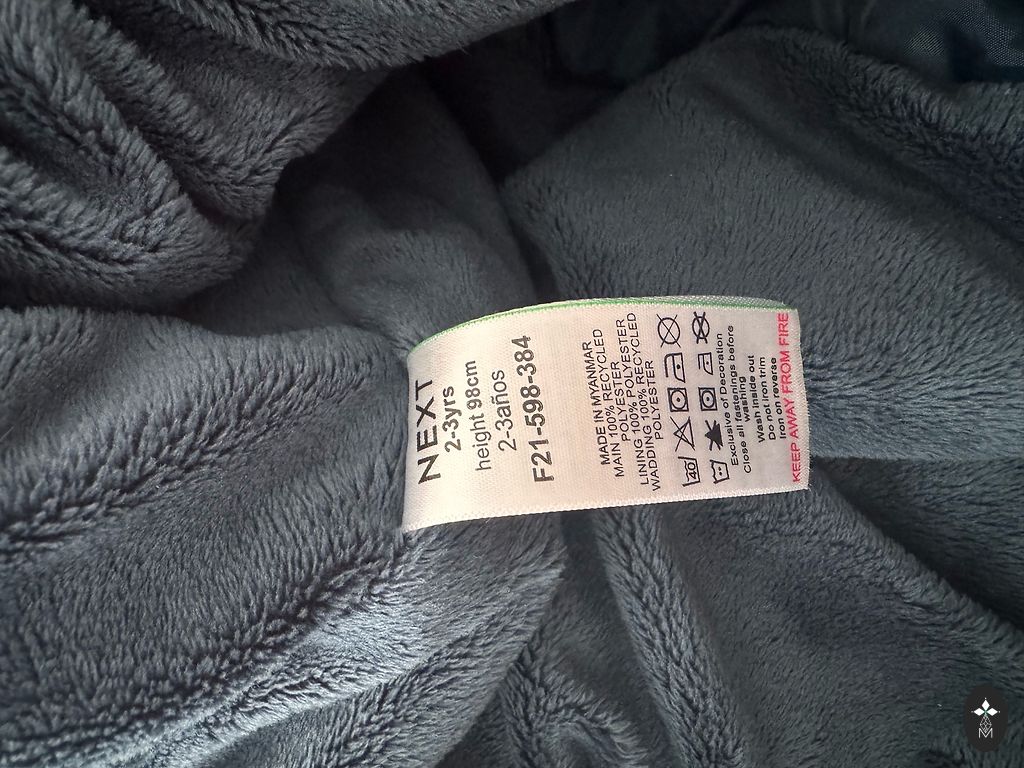 NEXT
2-3yrs
height 98cm
2-3años
F21-598-384
MADE IN MYANMAR
MAIN 100% RECYCLED
POLYESTER
LINING 100% POLYESTER
WADDING 100% RECYCLED
POLYESTER
40
Exclusive of Decoration
Close all fastenings before
washing
Wash inside out
Do not iron trim
Iron on reverse
KEEP AWAY FROM FIRE
M